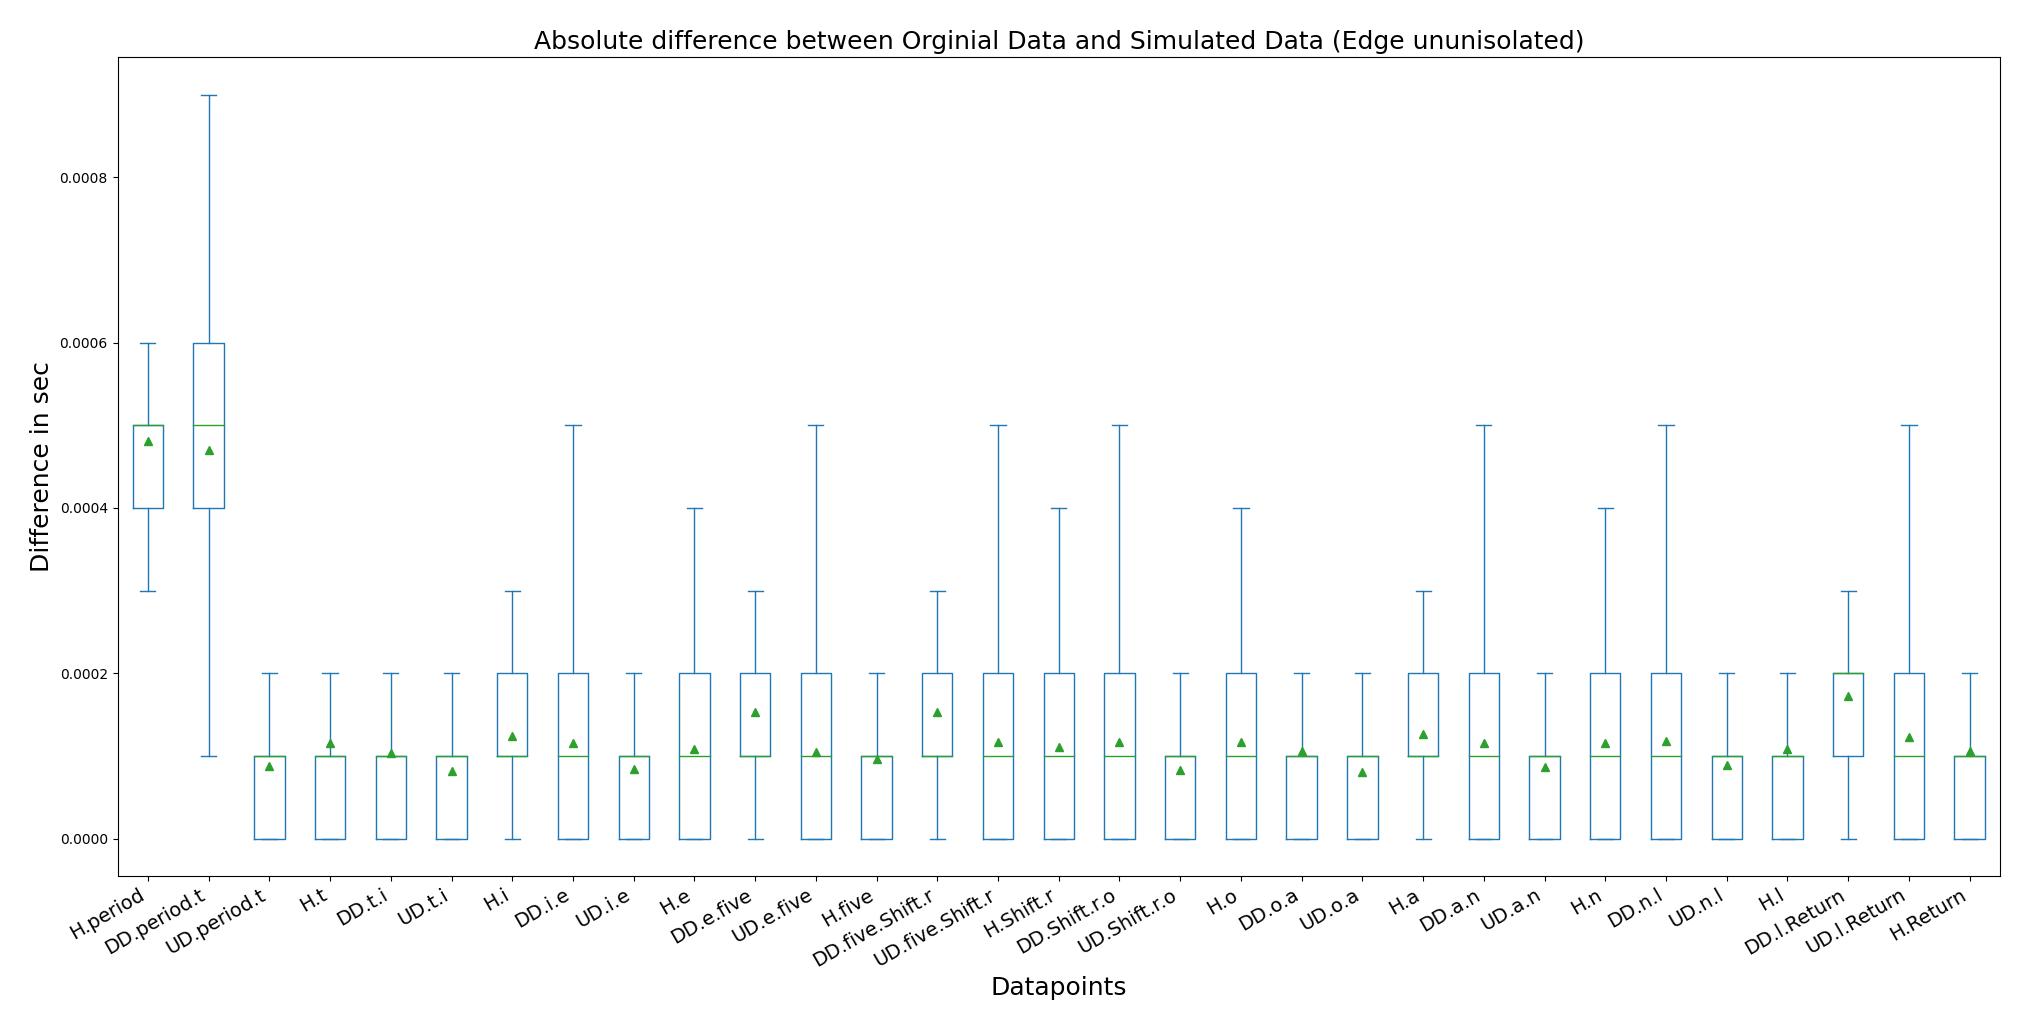 Absolute difference between Orginial Data and Simulated Data (Edge ununisolated)
Difference in sec
0.0008
0.0006
0.0004
0.0002
0.0000
H.period
DD.period.t
UD.period.t
H.t
DD.t.i
UD.t.i
H.i
DD.i.e
UD.i.e
H.e
DD.e.five
UD.e.five
H.five
DD.five.Shift.r
UD.five.Shift.r
H.Shift.r
DD.Shift.r.o
UD.Shift.r.o
H.o
DD.o.a
UD.o.a
H.a
DD.a.n
UD.a.n
H.n
DD.n.l
UD.n.l
H.l
DD.l.Return
UD.l.Return
H.Return
Datapoints